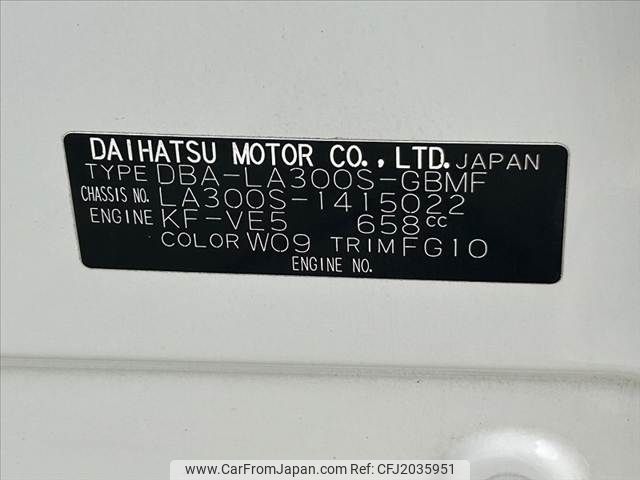 DAIHATSU MOTOR CO., LTD. JAPAN
TYPE DBA-LA300S-GBMF
CHASSIS NO. LA300S-1415022
ENGINE KF-VE5 658cc
COLOR W09 TRIM FG10
ENGINE NO.
www.CarFromJapan.com | CFJ2035951